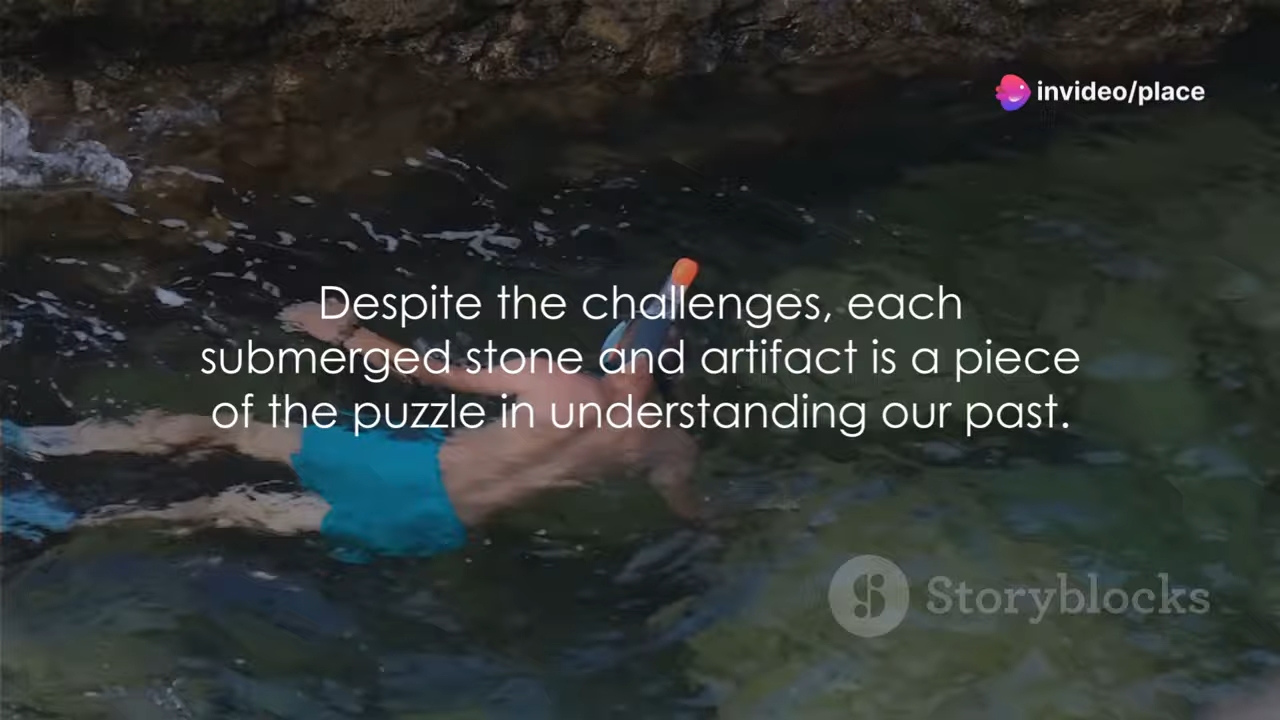 invideo/place
Despite the challenges, each
submerged stone and artifact is a piece
of the puzzle in understanding our past.
Storyblocks